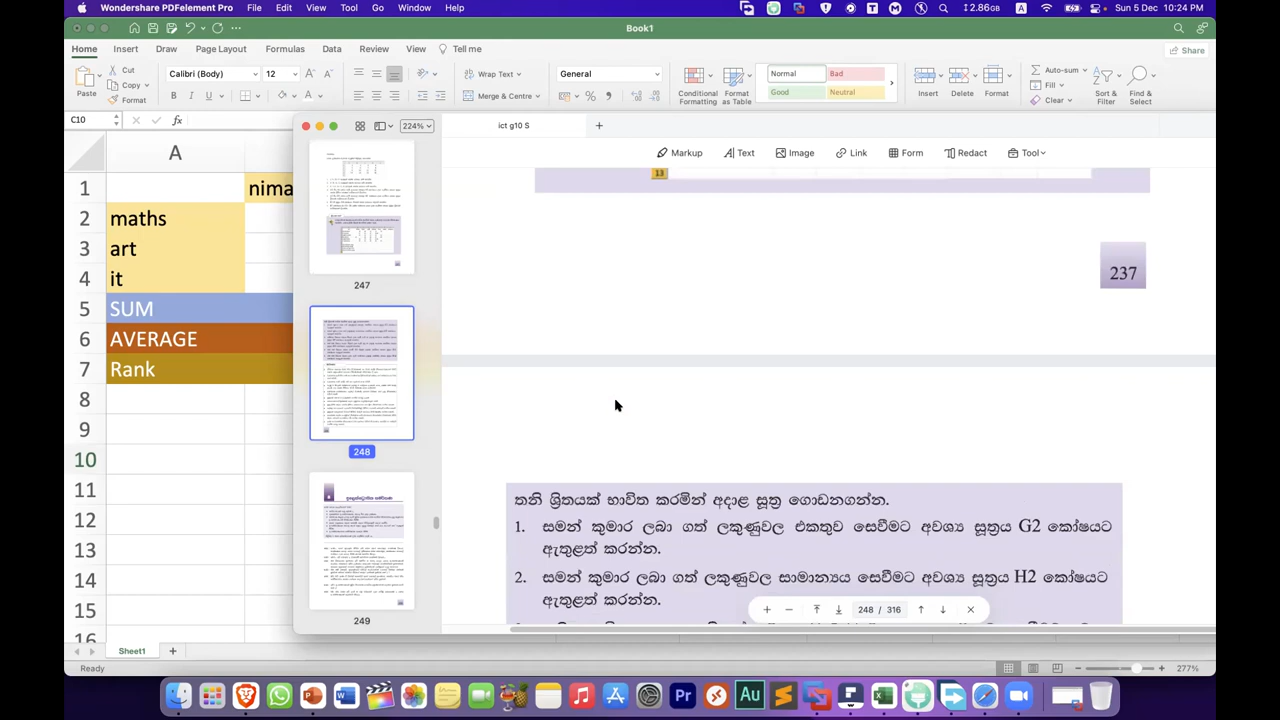 Wondershare PDFelement Pro File Edit View Tool Go Window Help 2.86GB A Sun 5 Dec 10:24 PM
Book1
Home Insert Draw Page Layout Formulas Data Review View Tell me Share
Paste Cut Copy Format
Calibri (Body) 12
B I U
Wrap Text Merge & Centre
General
Conditional Formatting Format as Table
Normal Bad
Good Neutral
Insert Delete Format
Auto-sum Fill Clear
Sort & Filter Find & Select
C10 fx
A
1 nima
2 maths
3 art
4 it
5 SUM
6 AVERAGE
7 Rank
8
9
10
11
12
13
14
15
16
224% ict g10 S
Markup Text Image Link Form Redact Tool
247
248
249
13
237
තනි ශ්‍රිතයක් භාවිත කරමින් අදාළ සූත්‍ර ගොඩනගන්න.
සමන් කුමාර ලබා ගත් ලකුණුවල එකතුව සෙවීමට අවශ්‍ය සූත්‍රය G2 කෝෂයට
ඇතුළත් කරන්න.
සමන් කුමාර ලබා ගත් ලකුණුවල සාමාන්‍යය සෙවීමට අවශ්‍ය සූත්‍රය H2 කෝෂයට
ඇතුළත් කරන්න.
248 / 316
Sheet1
Ready 277%